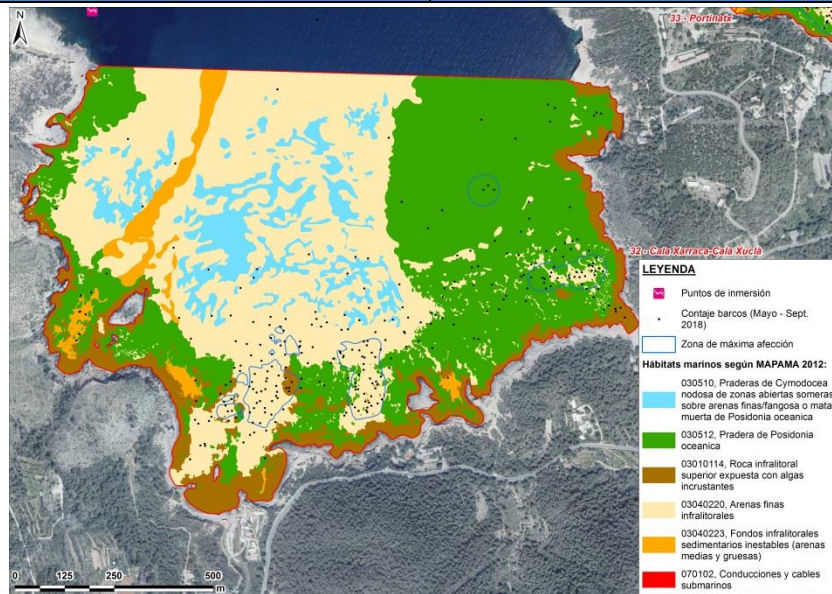 N
33 - Portinatx
32 - Cala Xarraca-Cala Xuclà
LEYENDA
Puntos de inmersión
Contaje barcos (Mayo - Sept.
2018)
Zona de máxima afección
Hábitats marinos según MAPAMA 2012:
030510, Praderas de Cymodocea
nodosa de zonas abiertas someras
sobre arenas finas/fangosa o mata
muerta de Posidonia oceanica
030512, Pradera de Posidonia
oceanica
03010114, Roca infralitoral
superior expuesta con algas
incrustantes
03040220, Arenas finas
infralitorales
03040223, Fondos infralitorales
sedimentarios inestables (arenas
medias y gruesas)
070102, Conducciones y cables
submarinos
0 125 250 500
m